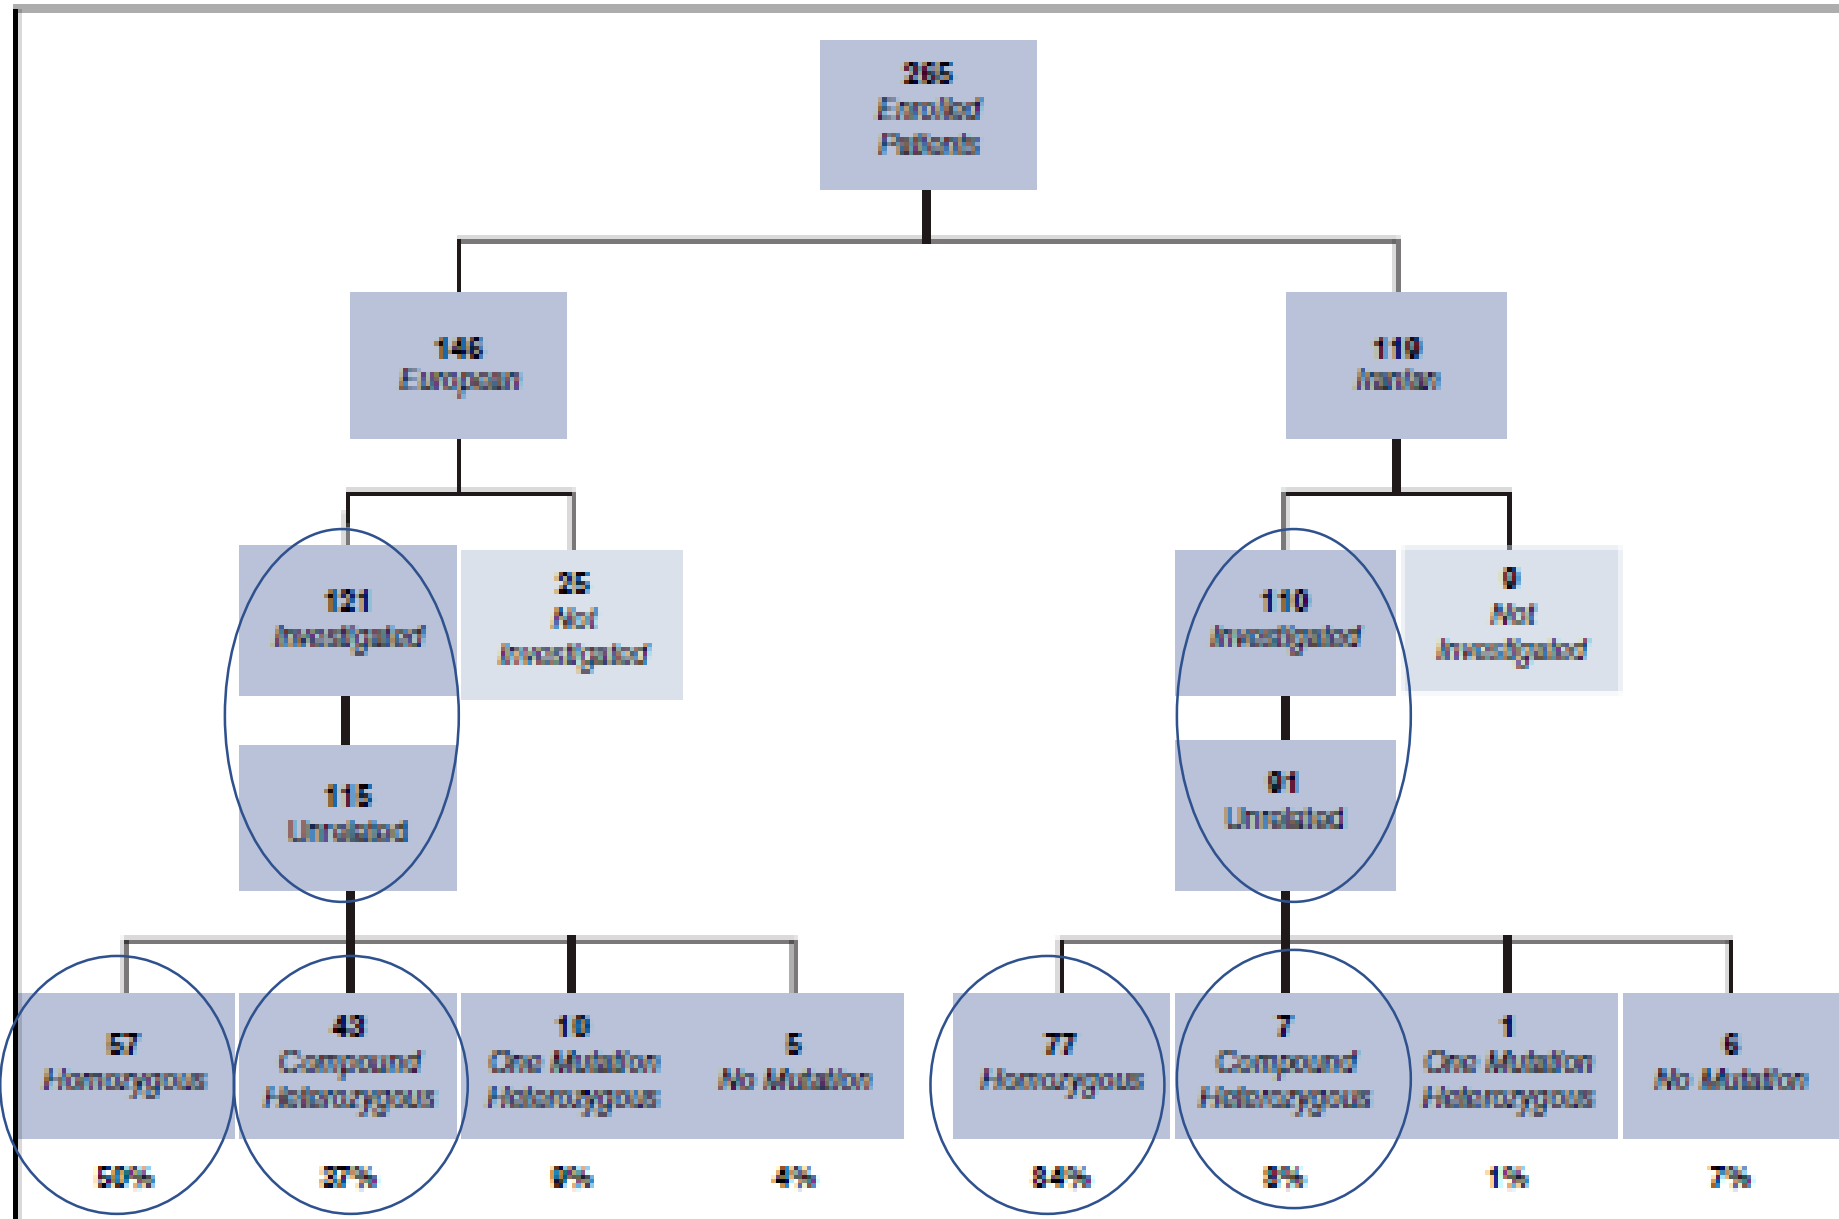 265
Enrolled
Patients
146
European
119
Iranian
121
Investigated
25
Not
Investigated
110
Investigated
9
Not
Investigated
115
Unrelated
91
Unrelated
57
Homozygous
43
Compound
Heterozygous
10
One Mutation
Heterozygous
5
No Mutation
77
Homozygous
7
Compound
Heterozygous
1
One Mutation
Heterozygous
6
No Mutation
50%
37%
9%
4%
84%
8%
1%
7%